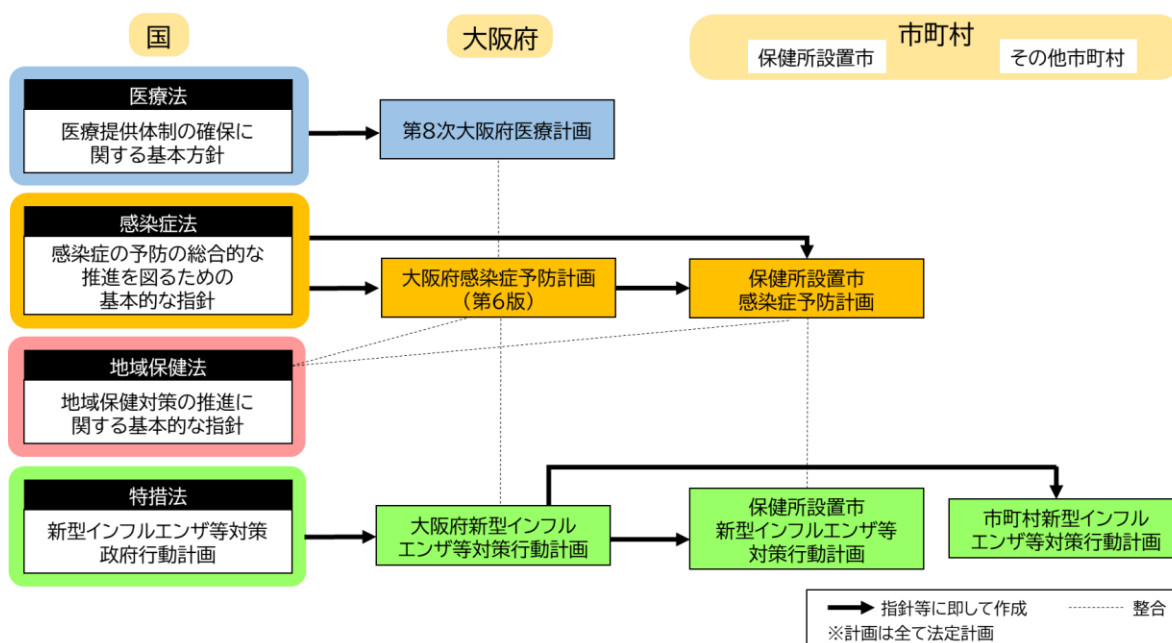 国
大阪府
市町村
保健所設置市
その他市町村
医療法
医療提供体制の確保に
関する基本方針
第8次大阪府医療計画
感染症法
感染症の予防の総合的な
推進を図るための
基本的な指針
大阪府感染症予防計画
（第6版）
保健所設置市
感染症予防計画
地域保健法
地域保健対策の推進に
関する基本的な指針
特措法
新型インフルエンザ等対策
政府行動計画
大阪府新型インフル
エンザ等対策行動計画
保健所設置市
新型インフルエンザ等
対策行動計画
市町村新型インフル
エンザ等対策行動計画
指針等に即して作成
整合
※計画は全て法定計画